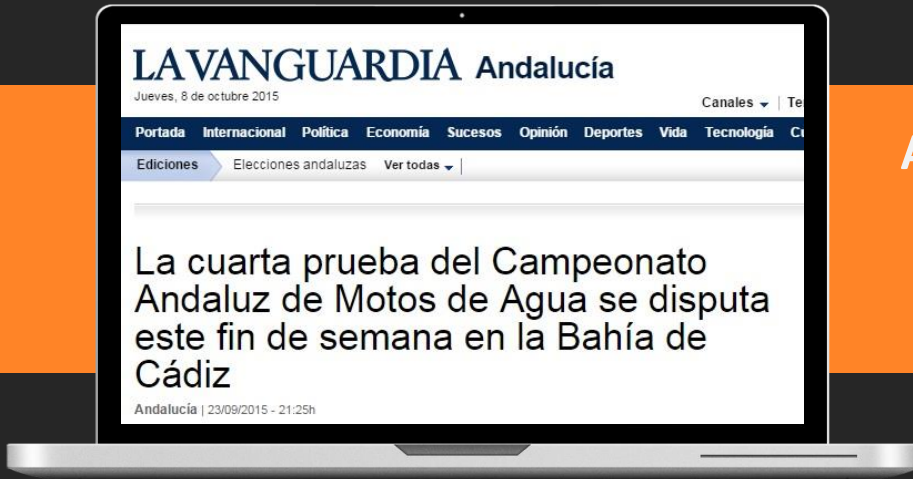 LA VANGUARDIA Andalucía
Jueves, 8 de octubre 2015
Canales
Portada Internacional Política Economía Sucesos Opinión Deportes Vida Tecnología
Ediciones Elecciones andaluzas Ver todas
La cuarta prueba del Campeonato
Andaluz de Motos de Agua se disputa
este fin de semana en la Bahía de
Cádiz
Andalucía | 23/09/2015 - 21:25h